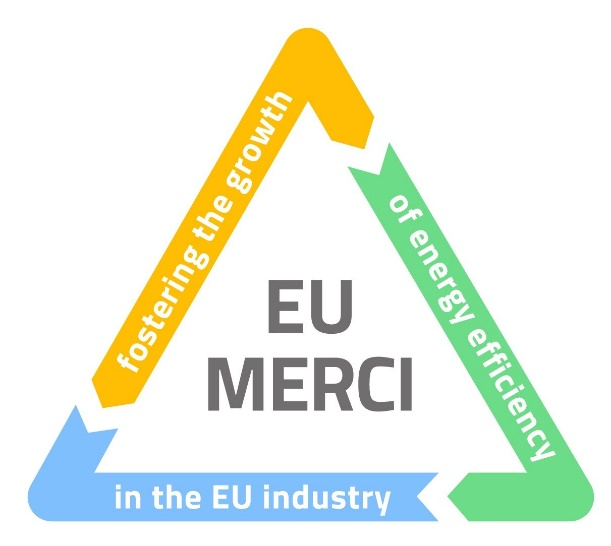 fostering the growth
of energy efficiency
in the EU industry
EU
MERCI